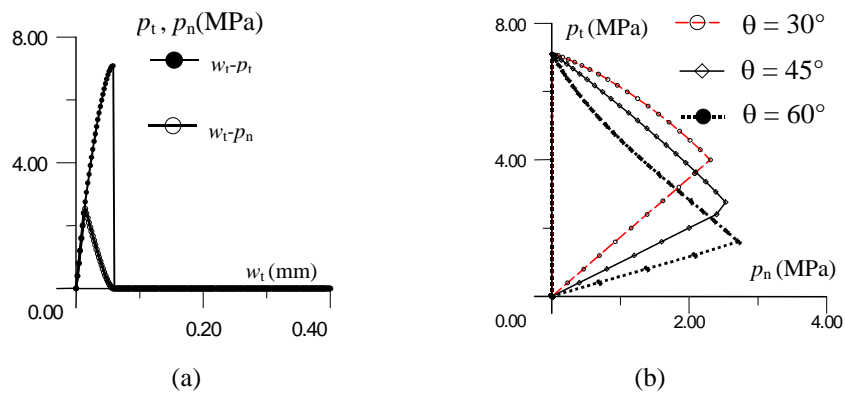 pt , pn(MPa)
8.00
wt-pt
wt-pn
4.00
wt (mm)
0.00
0.20
0.40
(a)
pt (MPa)
8.00
θ = 30°
θ = 45°
θ = 60°
4.00
pn (MPa)
0.00
2.00
4.00
(b)